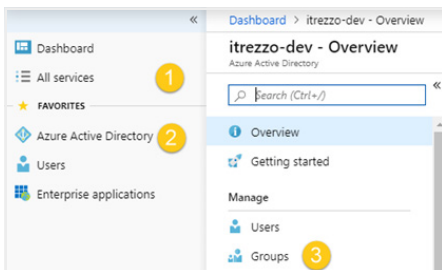 «
Dashboard
All services
1
FAVORITES
Azure Active Directory
2
Users
Enterprise applications
Dashboard > itrezzo-dev - Overview
itrezzo-dev - Overview
Azure Active Directory
Search (Ctrl+/)
«
Overview
Getting started
Manage
Users
Groups
3